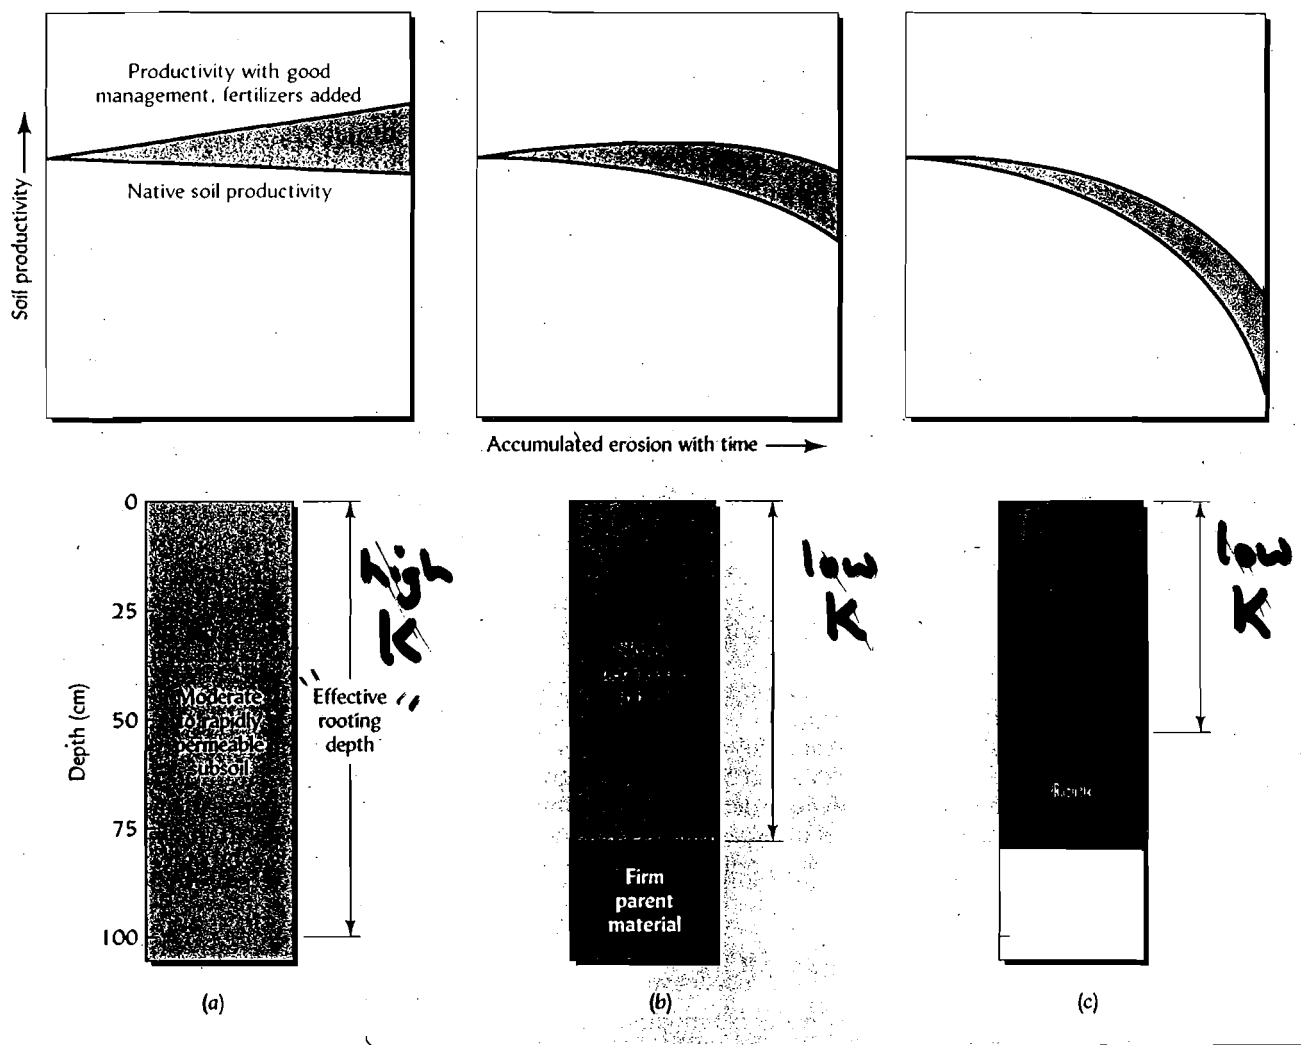 Productivity with good
management, fertilizers added
Native soil productivity
Soil productivity
Accumulated erosion with time
0
25
50
75
100
Depth (cm)
Moderate
to rapidly
permeable
subsoil
"Effective"
rooting
depth
high
K
low
K
low
K
Firm
parent
material
(a)
(b)
(c)